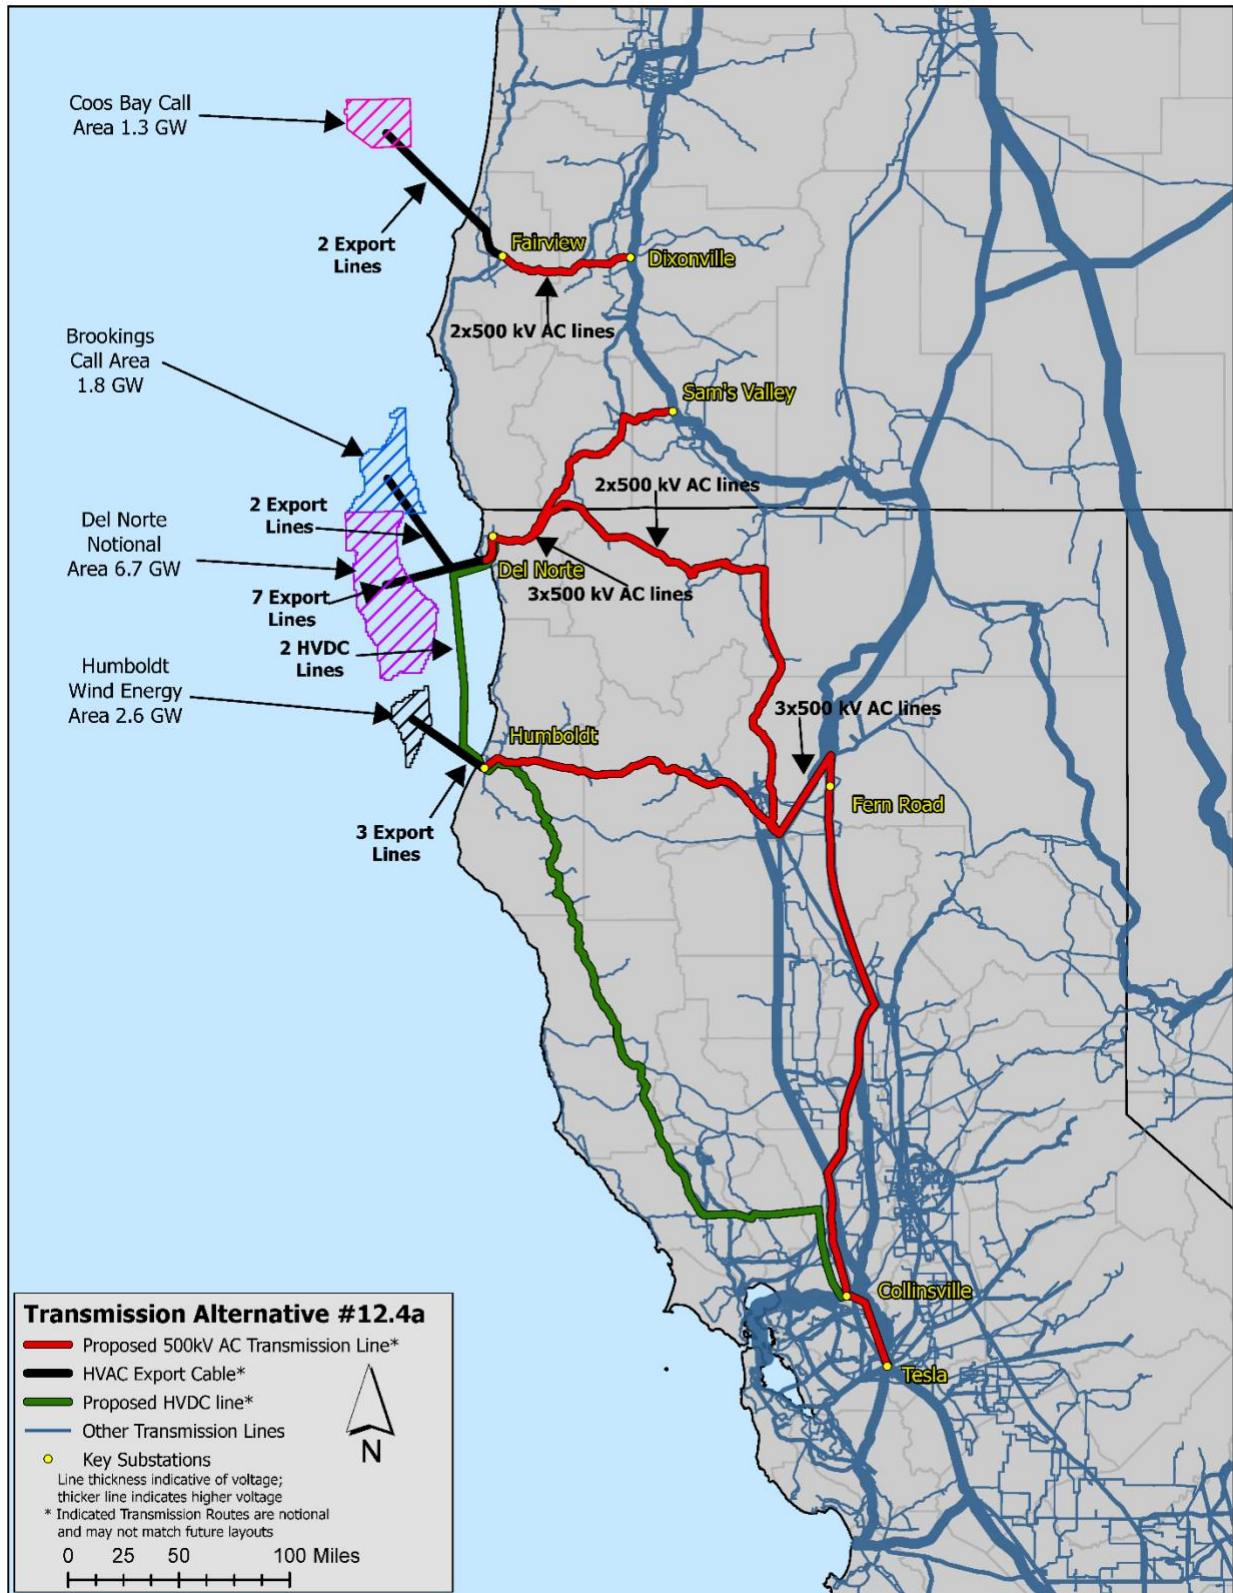 Coos Bay Call
Area 1.3 GW
2 Export
Lines
Fairview
Dixonville
2x500 kV AC lines
Brookings
Call Area
1.8 GW
Sam's Valley
2x500 kV AC lines
2 Export
Lines
Del Norte
Notional
Area 6.7 GW
Del Norte
3x500 kV AC lines
7 Export
Lines
2 HVDC
Lines
Humboldt
Wind Energy
Area 2.6 GW
3x500 kV AC lines
Humboldt
Fern Road
3 Export
Lines
Collinsville
Tesla
Transmission Alternative #12.4a
Proposed 500kV AC Transmission Line*
HVAC Export Cable*
Proposed HVDC line*
Other Transmission Lines
Key Substations
Line thickness indicative of voltage;
thicker line indicates higher voltage
* Indicated Transmission Routes are notional
and may not match future layouts
N
0 25 50 100 Miles